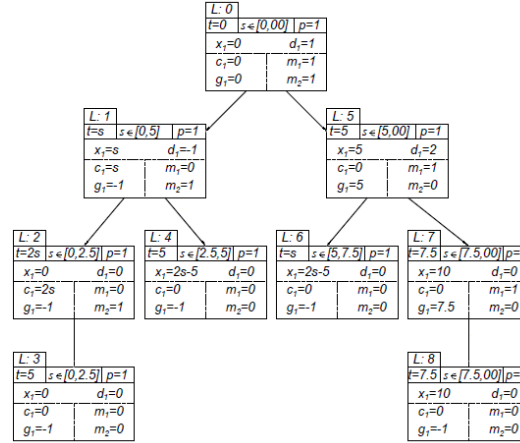 L: 0
t=0 s∈[0,00] p=1
x₁=0 d₁=1
c₁=0 m₁=1
g₁=0 m₂=1
L: 1
t=s s∈[0,5] p=1
x₁=s d₁=-1
c₁=s m₁=0
g₁=-1 m₂=1
L: 5
t=5 s∈[5,00] p=1
x₁=5 d₁=2
c₁=0 m₁=1
g₁=5 m₂=0
L: 2
t=2s s∈[0,2.5] p=1
x₁=0 d₁=0
c₁=2s m₁=0
g₁=-1 m₂=1
L: 4
t=5 s∈[2.5,5] p=1
x₁=2s-5 d₁=0
c₁=0 m₁=0
g₁=-1 m₂=0
L: 6
t=s s∈[5,7.5] p=1
x₁=2s-5 d₁=0
c₁=0 m₁=0
g₁=-1 m₂=0
L: 7
t=7.5 s∈[7.5,00] p=1
x₁=10 d₁=0
c₁=0 m₁=1
g₁=7.5 m₂=0
L: 3
t=5 s∈[0,2.5] p=1
x₁=0 d₁=0
c₁=0 m₁=0
g₁=-1 m₂=0
L: 8
t=7.5 s∈[7.5,00] p=
x₁=10 d₁=0
c₁=0 m₁=0
g₁=-1 m₂=0